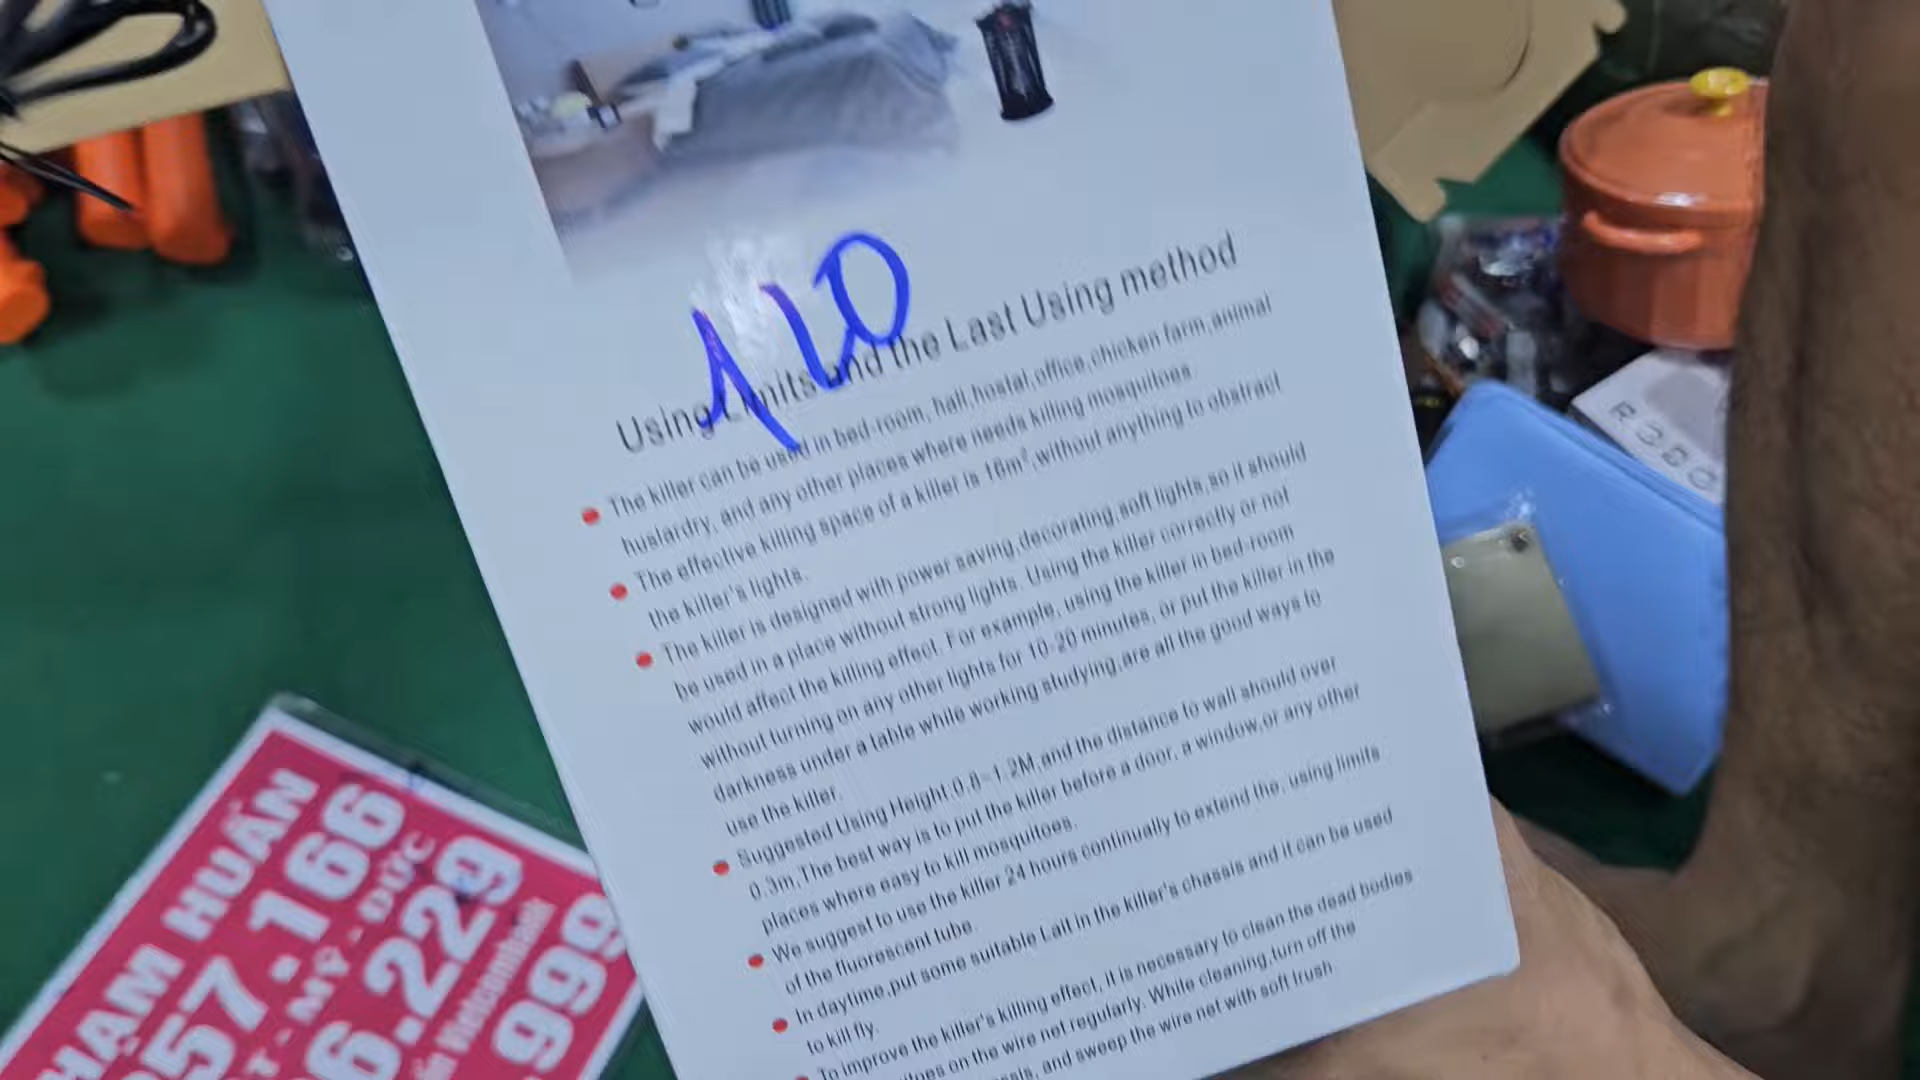 110
Using Limits and the Last Using method
The killer can be used in bed-room, hall,hostal,office,chicken farm,animal
huslardry, and any other places where needs killing mosquitoes.
The effective killing space of a killer is 16m²,without anything to obstract
the killer's lights.
The killer is designed with power saving,decorating,soft lights,so it should
be used in a place without strong lights. Using the killer correctly or not
would affect the killing effect. For example, using the killer in bed-room
without turning on any other lights for 10-20 minutes, or put the killer in the
darkness under a table while working studying,are all the good ways to
use the killer.
Suggested Using Height 0.8-1.2M,and the distance to wall should over
0.3m,The best way is to put the killer before a door, a window,or any other
places where easy to kill mosquitoes.
We suggest to use the killer 24 hours continually to extend the, using limits
of the fluorescent tube.
In daytime,put some suitable Lait in the killer's chassis and it can be used
to kill fly.
To improve the killer's killing effect, it is necessary to clean the dead bodies
itoes on the wire net regularly. While cleaning,turn off the
ssis, and sweep the wire net with soft frush
ROBO
HẠM HUẤN
957.166
T - MỸ - ĐỨC
6.229
Vietcombank
999